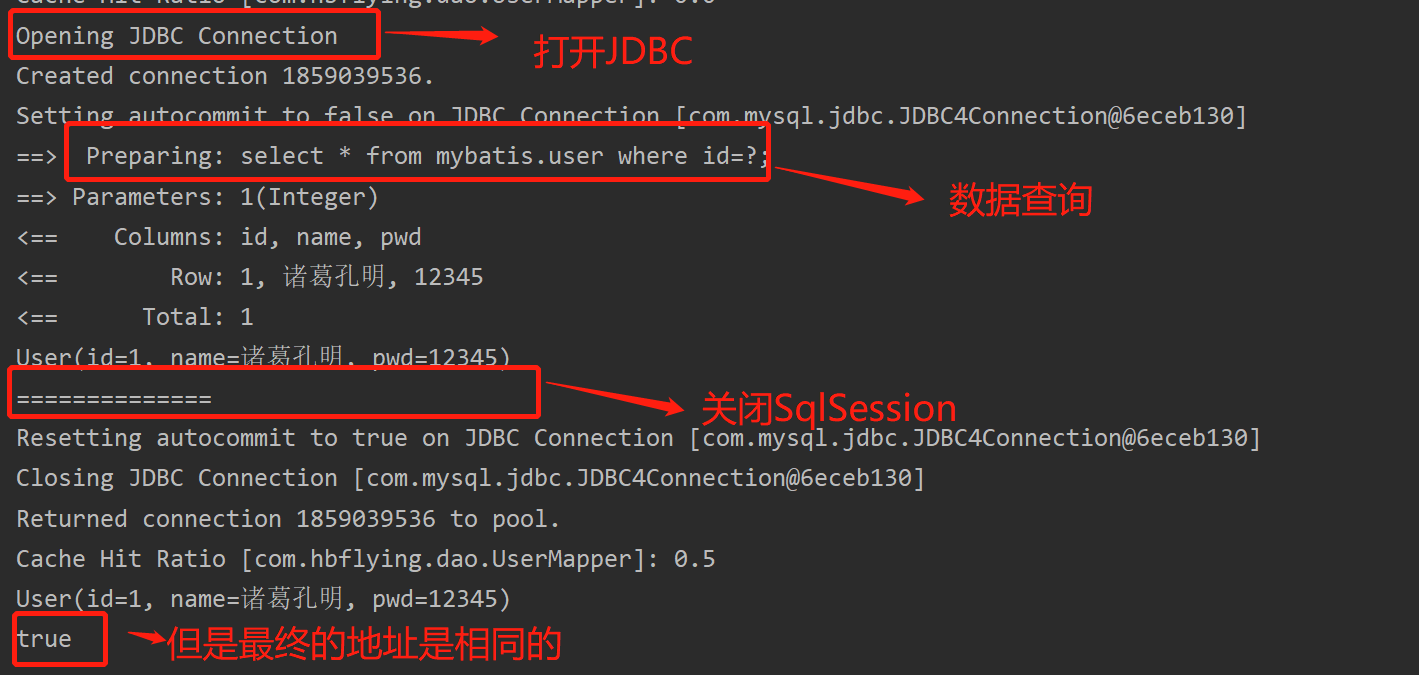 Cache Hit Ratio [com.hbflying.dao.UserMapper]: 0.0
Opening JDBC Connection
打开JDBC
Created connection 1859039536.
Setting autocommit to false on JDBC Connection [com.mysql.jdbc.JDBC4Connection@6eceb130]
==>  Preparing: select * from mybatis.user where id=?;
==> Parameters: 1(Integer)
数据查询
<==    Columns: id, name, pwd
<==        Row: 1, 诸葛孔明, 12345
<==      Total: 1
User(id=1, name=诸葛孔明, pwd=12345)
==============
关闭SqlSession
Resetting autocommit to true on JDBC Connection [com.mysql.jdbc.JDBC4Connection@6eceb130]
Closing JDBC Connection [com.mysql.jdbc.JDBC4Connection@6eceb130]
Returned connection 1859039536 to pool.
Cache Hit Ratio [com.hbflying.dao.UserMapper]: 0.5
User(id=1, name=诸葛孔明, pwd=12345)
true
但是最终的地址是相同的